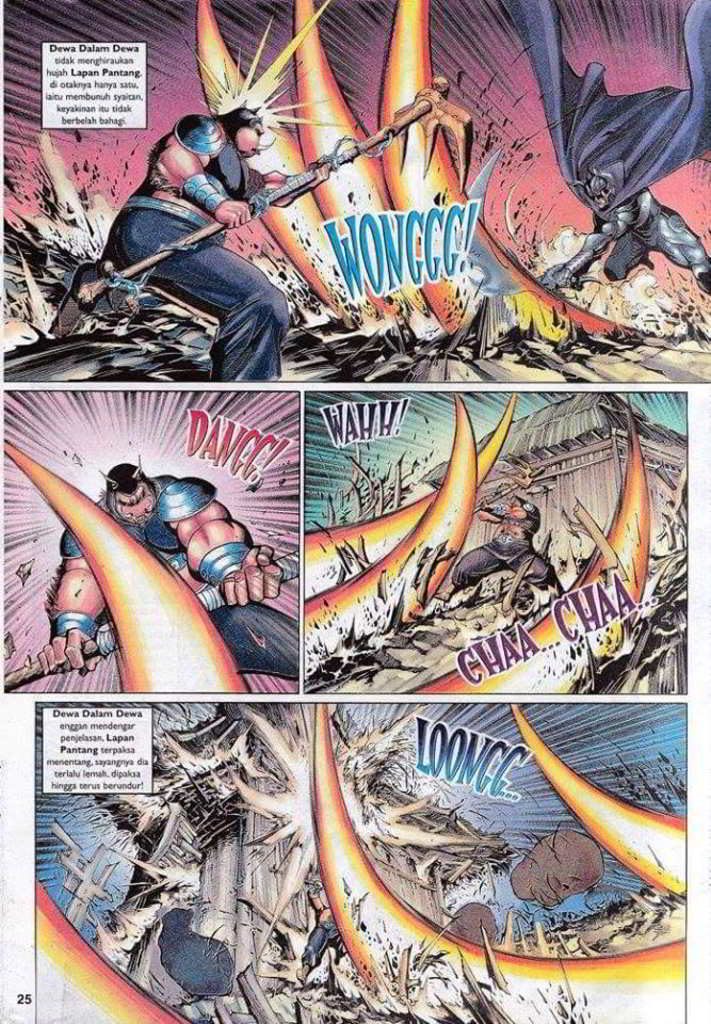 Dewa Dalam Dewa
tidak menghiraukan
hujah Lapan Pantang,
di otaknya hanya satu,
iaitu membunuh syaitan,
keyakinan itu tidak
berbelah bahagi.
WONGGG!
DANGG!
WAHH!
CHAA... CHAA...
Dewa Dalam Dewa
enggan mendengar
penjelasan, Lapan
Pantang terpaksa
menentang, sayangnya dia
terlalu lemah, dipaksa
hingga terus berundur!
LOONGG...
25